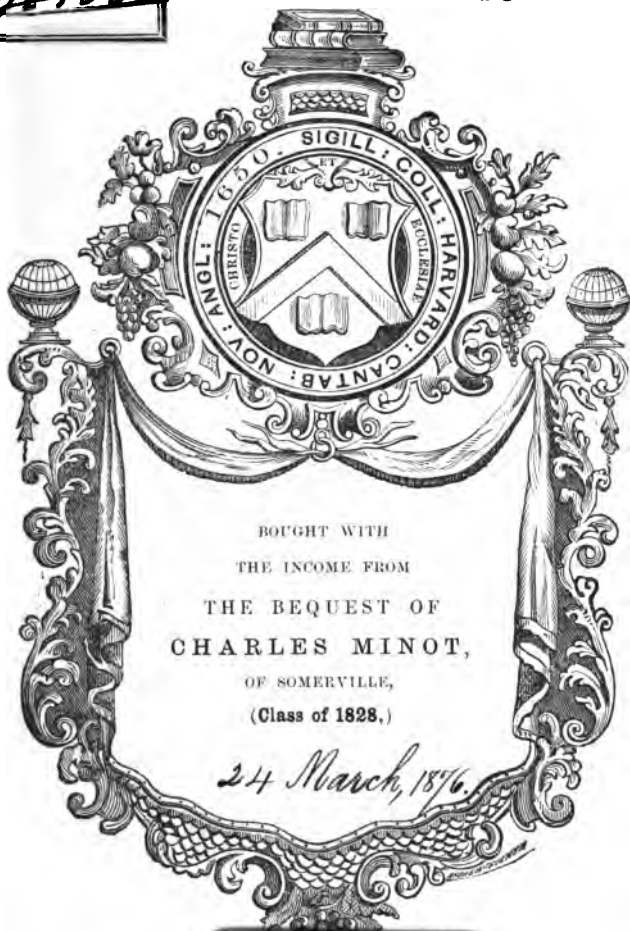 SIGILL: COLL: HARVARD: CANTAB: NOV: ANGL: 1650.
CHRISTO
ET
ECCLESIAE
BOUGHT WITH
THE INCOME FROM
THE BEQUEST OF
CHARLES MINOT,
OF SOMERVILLE,
(Class of 1828,)
24 March, 1876.